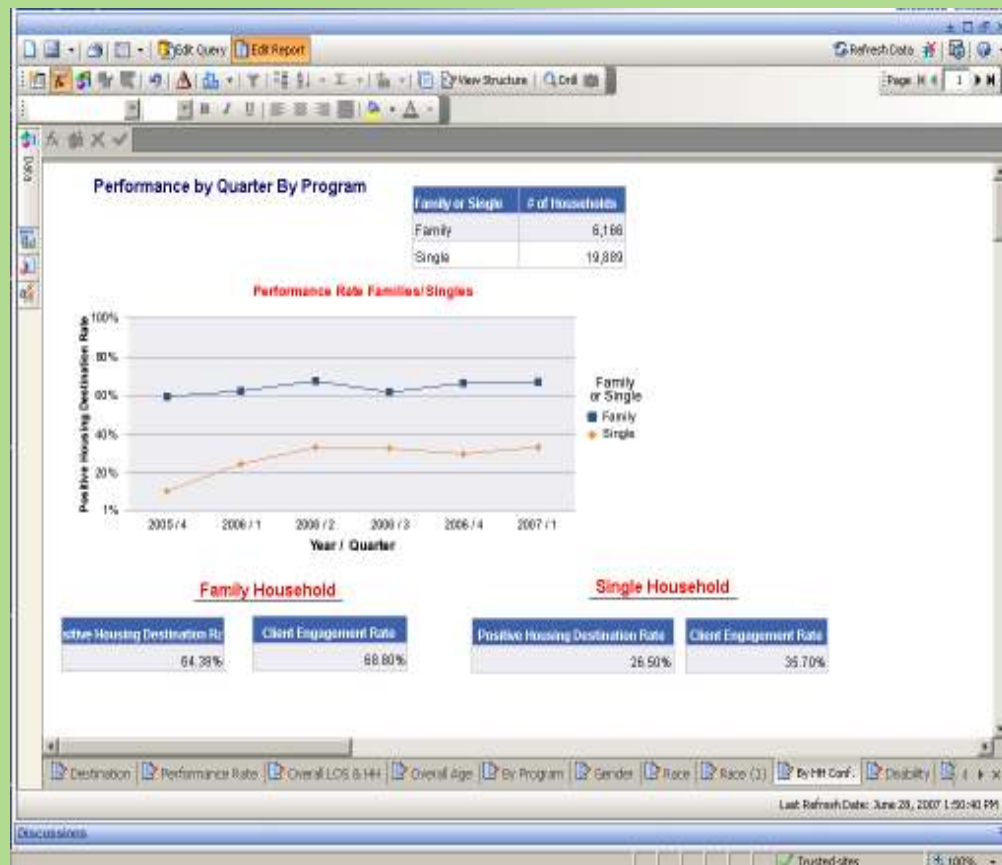 Edit Query Edit Report Refresh Data
View Structure Drill Page 1
Data
Performance by Quarter By Program
Family or Single # of Households
Family 6,166
Single 19,889
Performance Rate Families/Singles
Positive Housing Destination Rate
100%
80%
60%
40%
20%
1%
2005 / 4 2006 / 1 2006 / 2 2006 / 3 2006 / 4 2007 / 1
Year / Quarter
Family
or Single
Family
Single
Family Household Single Household
sitive Housing Destination Ra Client Engagement Rate Positive Housing Destination Rate Client Engagement Rate
64.38% 68.80% 26.50% 35.70%
Destination Performance Rate Overall LOS & HH Overall Age By Program Gender Race Race (1) By HH Conf. Disability
Last Refresh Date: June 28, 2007 1:50:40 PM
Discussions
Trusted sites 100%